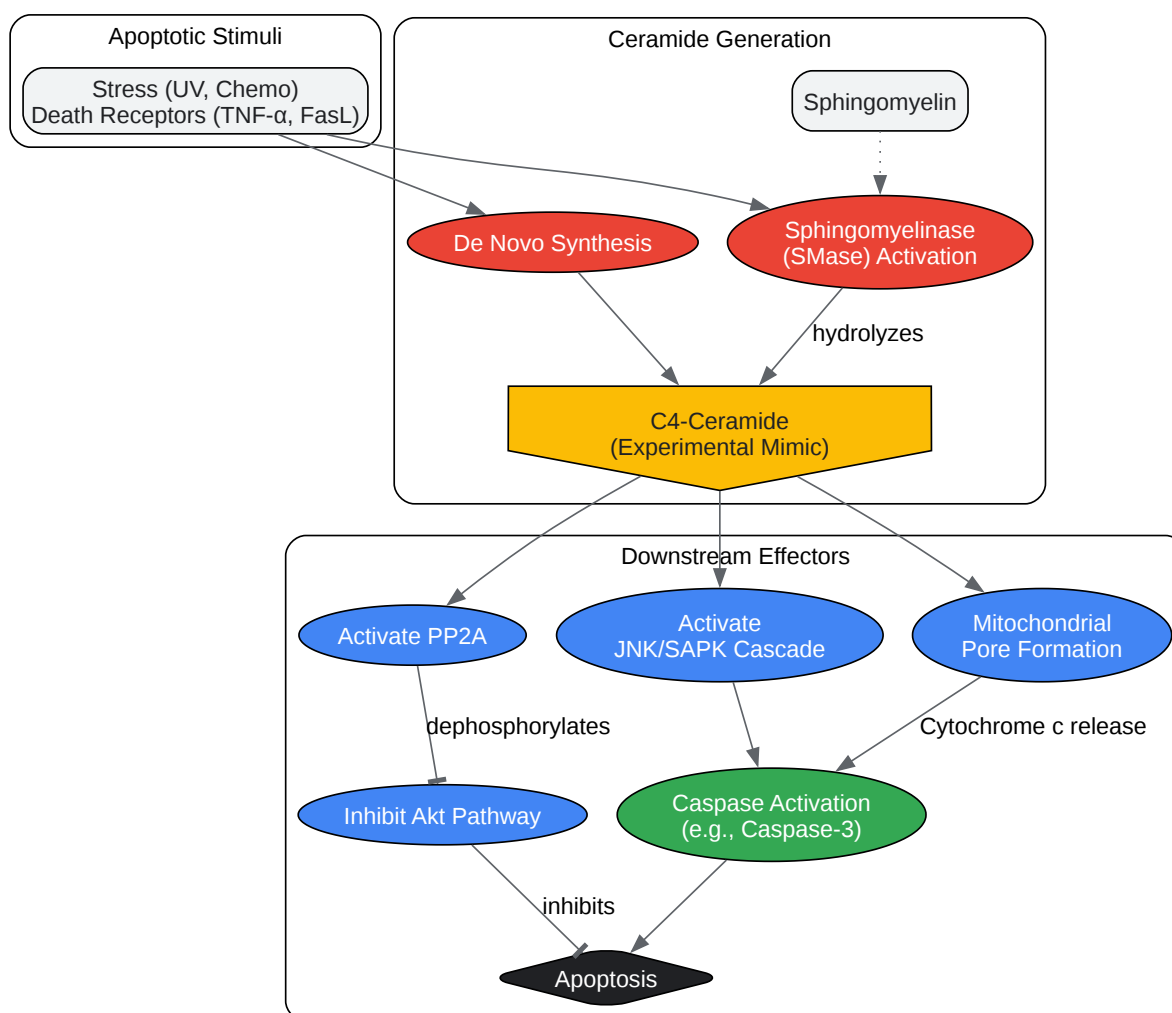 Apoptotic Stimuli
Stress (UV, Chemo)
Death Receptors (TNF-α, FasL)
Ceramide Generation
Sphingomyelin
De Novo Synthesis
Sphingomyelinase
(SMase) Activation
hydrolyzes
C4-Ceramide
(Experimental Mimic)
Downstream Effectors
Activate PP2A
Activate
JNK/SAPK Cascade
Mitochondrial
Pore Formation
dephosphorylates
Cytochrome c release
Inhibit Akt Pathway
Caspase Activation
(e.g., Caspase-3)
inhibits
Apoptosis